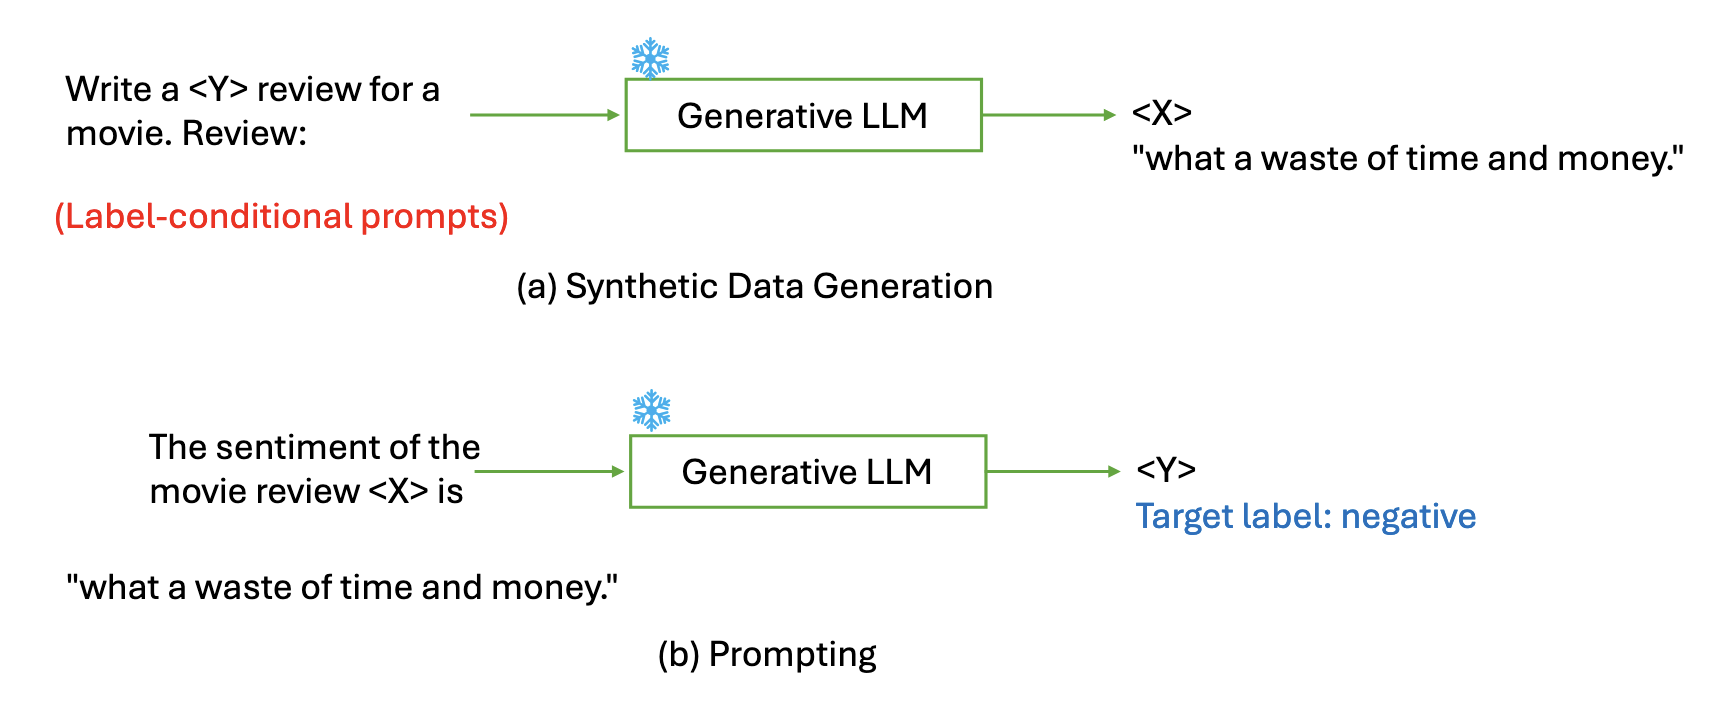 Write a <Y> review for a
movie. Review:
Generative LLM
<X>
"what a waste of time and money."
(Label-conditional prompts)
(a) Synthetic Data Generation
The sentiment of the
movie review <X> is
Generative LLM
<Y>
Target label: negative
"what a waste of time and money."
(b) Prompting